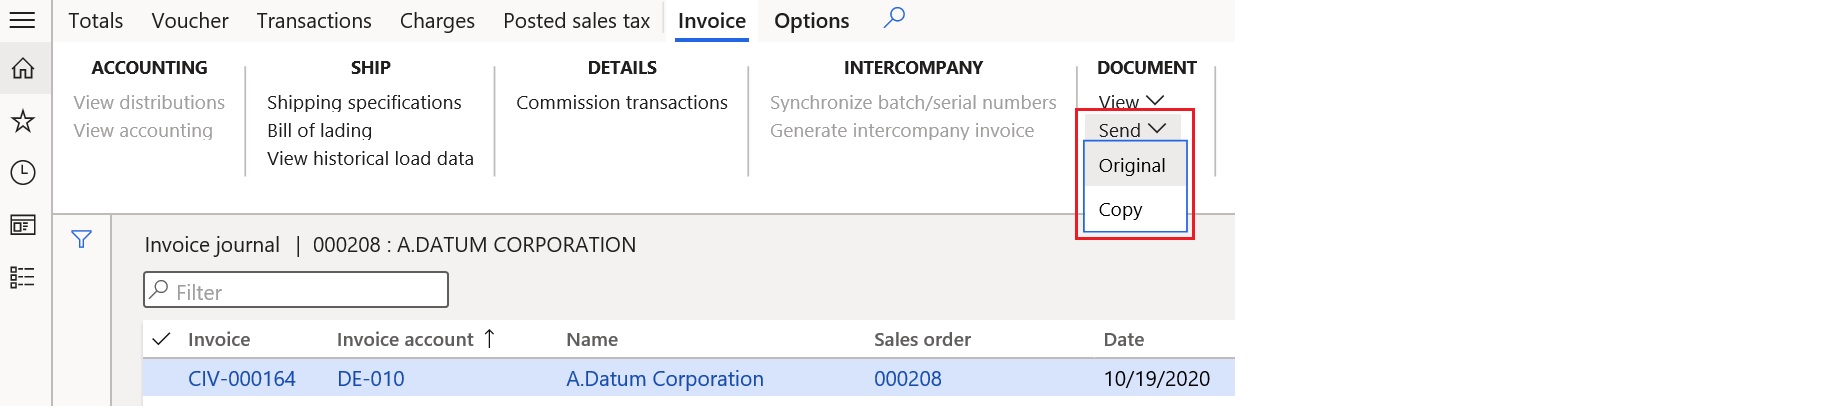 Totals Voucher Transactions Charges Posted sales tax Invoice Options
ACCOUNTING
View distributions
View accounting
SHIP
Shipping specifications
Bill of lading
View historical load data
DETAILS
Commission transactions
INTERCOMPANY
Synchronize batch/serial numbers
Generate intercompany invoice
DOCUMENT
View
Send
Original
Copy
Invoice journal | 000208 : A.DATUM CORPORATION
Filter
Invoice Invoice account Name Sales order Date
CIV-000164 DE-010 A.Datum Corporation 000208 10/19/2020